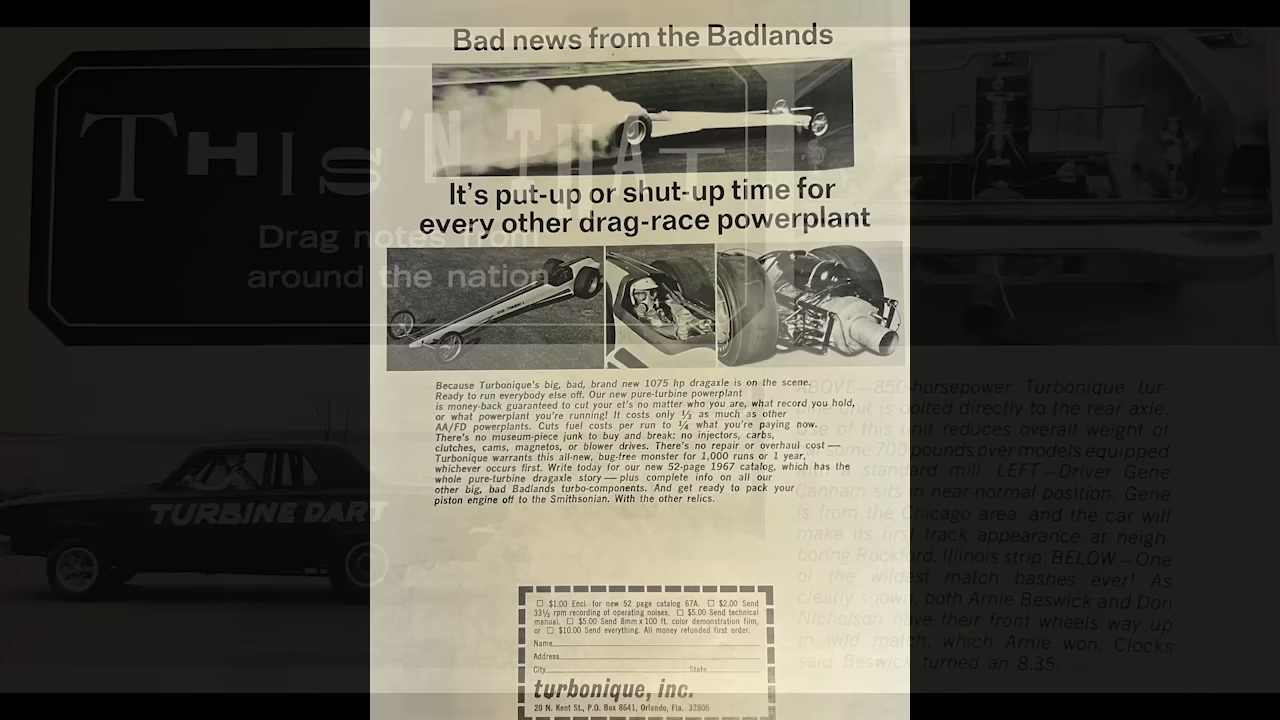 Bad news from the Badlands
THIS 'N THAT
Drag notes from
around the nation
It's put-up or shut-up time for
every other drag-race powerplant
Because Turbonique's big, bad, brand new 1075 hp dragaxle is on the scene.
Ready to run everybody else off. Our new pure-turbine powerplant
is money-back guaranteed to cut your et's no matter who you are, what record you hold,
or what powerplant you're running! It costs only ⅓ as much as other
AA/FD powerplants. Cuts fuel costs per run to ¼ what you're paying now.
There's no museum-piece junk to buy and break: no injectors, carbs,
clutches, cams, magnetos, or blower drives. There's no repair or overhaul cost—
Turbonique warrants this all-new, bug-free monster for 1,000 runs or 1 year,
whichever occurs first. Write today for our new 52-page 1967 catalog, which has the
whole pure-turbine dragaxle story—plus complete info on all our
other big, bad Badlands turbo-components. And get ready to pack your
piston engine off to the Smithsonian. With the other relics.
TURBINE DART
ABOVE—850-horsepower Turbonique tur-
bine unit is bolted directly to the rear axle.
Use of this unit reduces overall weight of
car some 700 pounds over models equipped
with standard mill. LEFT—Driver Gene
Canham sits in near-normal position. Gene
is from the Chicago area, and the car will
make its first track appearance at neigh-
boring Rockford, Illinois strip. BELOW—One
of the wildest match bashes ever! As
clearly shown, both Arnie Beswick and Don
Nicholson have their front wheels way up
in wild match, which Arnie won. Clocks
said Beswick turned an 8.35.
☐ $1.00 Encl. for new 52 page catalog 67A. ☐ $2.00 Send
33⅓ rpm recording of operating noises. ☐ $5.00 Send technical
manual. ☐ $5.00 Send 8mm x 100 ft. color demonstration film,
or ☐ $10.00 Send everything. All money refunded first order.
Name
Address
City State
turbonique, inc.
20 N. Kent St., P.O. Box 8641, Orlando, Fla. 32805